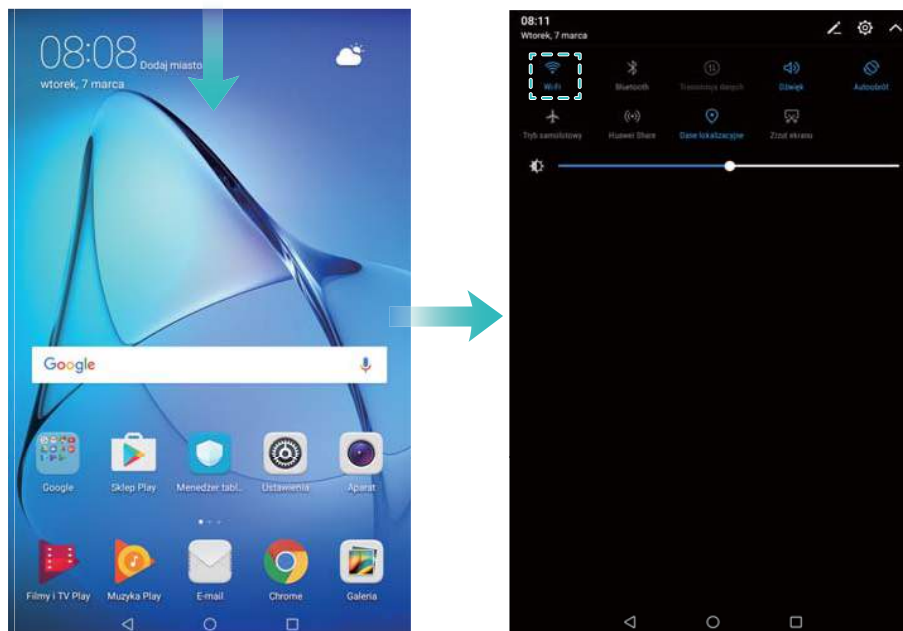 08:08 Dodaj miasto
wtorek, 7 marca
Google
Google
Sklep Play
Menedżer tabl..
Ustawienia
Aparat
Filmy i TV Play
Muzyka Play
E-mail
Chrome
Galeria
08:11
Wtorek, 7 marca
Wi-Fi
Bluetooth
Transmisja danych
Dźwięk
Autoobrót
Tryb samolotowy
Huawei Share
Dane lokalizacyjne
Zrzut ekranu